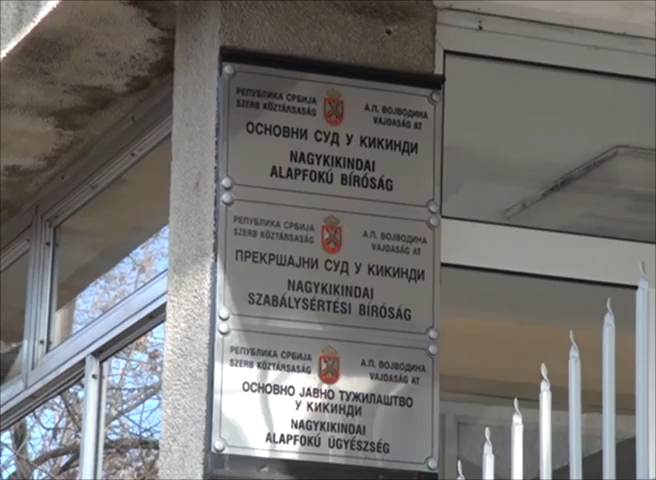 РЕПУБЛИКА СРБИЈА А.П. ВОЈВОДИНА
SZERB KÖZTÁRSASÁG VAJDASÁG AT
ОСНОВНИ СУД У КИКИНДИ
NAGYKIKINDAI
ALAPFOKÚ BÍRÓSÁG
РЕПУБЛИКА СРБИЈА А.П. ВОЈВОДИНА
SZERB KÖZTÁRSASÁG VAJDASÁG AT
ПРЕКРШАЈНИ СУД У КИКИНДИ
NAGYKIKINDAI
SZABÁLYSÉRTÉSI BÍRÓSÁG
РЕПУБЛИКА СРБИЈА А.П. ВОЈВОДИНА
SZERB KÖZTÁRSASÁG VAJDASÁG AT
ОСНОВНО ЈАВНО ТУЖИЛАШТВО
У КИКИНДИ
NAGYKIKINDAI
ALAPFOKÚ ÜGYÉSZSÉG